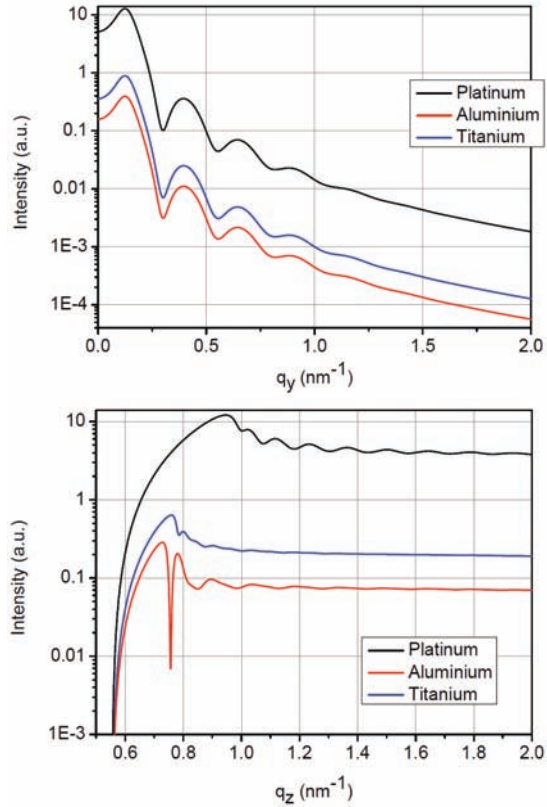 10
1
0.1
0.01
1E-3
1E-4
Intensity (a.u.)
Platinum
Aluminium
Titanium
0.0 0.5 1.0 1.5 2.0
q_y (nm⁻¹)
10
1
0.1
0.01
1E-3
Intensity (a.u.)
Platinum
Aluminium
Titanium
0.6 0.8 1.0 1.2 1.4 1.6 1.8 2.0
q_z (nm⁻¹)